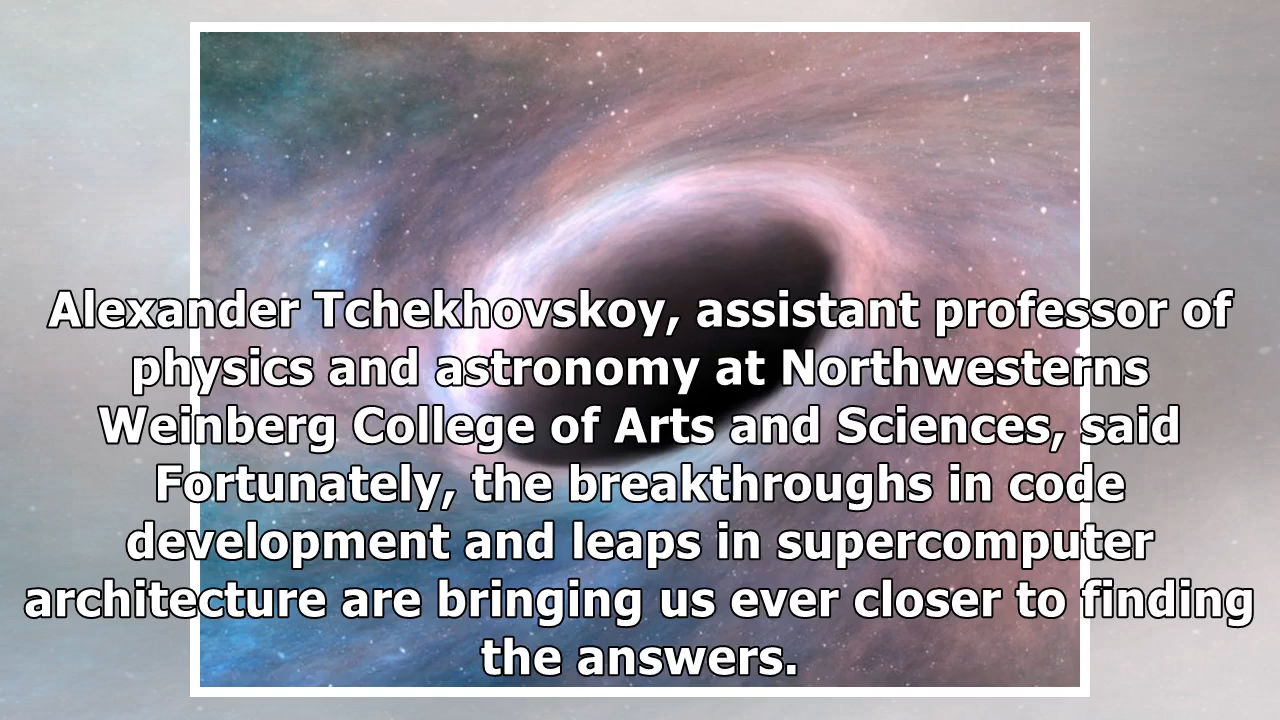 Alexander Tchekhovskoy, assistant professor of
physics and astronomy at Northwesterns
Weinberg College of Arts and Sciences, said
Fortunately, the breakthroughs in code
development and leaps in supercomputer
architecture are bringing us ever closer to finding
the answers.